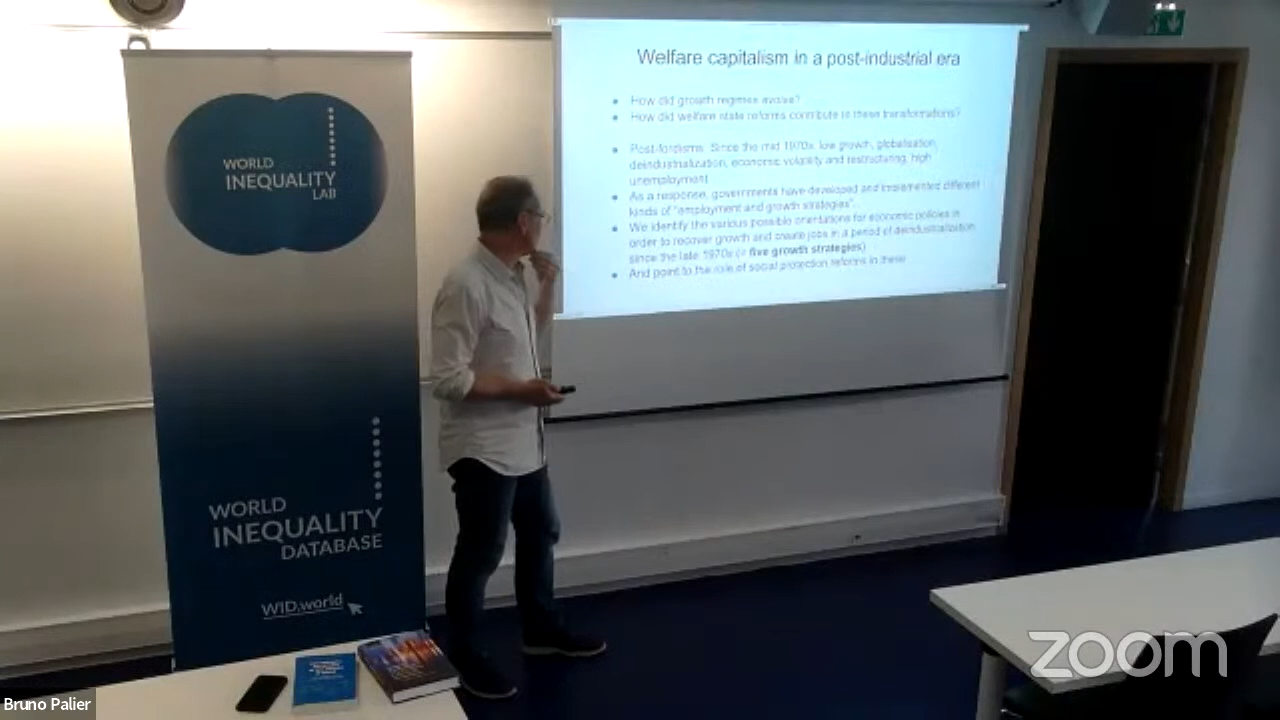 WORLD
INEQUALITY
LAB
WORLD
INEQUALITY
DATABASE
WID.world
Welfare capitalism in a post-industrial era
How did growth regimes evolve?
How did welfare state reforms contribute to these transformations?
Post-fordisms: Since the mid 1970s, low growth, globalisation,
deindustrialization, economic volatility and restructuring, high
unemployment
As a response, governments have developed and implemented different
kinds of "employment and growth strategies".
We identify the various possible orientations for economic policies in
order to recover growth and create jobs in a period of deindustrialization
since the late 1970s (= five growth strategies)
And point to the role of social protection reforms in these
Bruno Palier
zoom